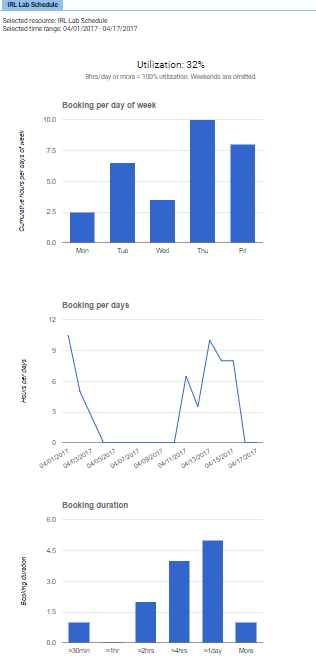 IRL Lab Schedule
Selected resource: IRL Lab Schedule
Selected time range: 04/01/2017 - 04/17/2017
Utilization: 32%
8hrs/day or more = 100% utilization. Weekends are omitted.
Booking per day of week
Cumulative hours per days of week
10.0
7.5
5.0
2.5
0.0
Mon Tue Wed Thu Fri
Booking per days
Hours per days
12
9
6
3
0
04/01/2017 04/03/2017 04/05/2017 04/07/2017 04/09/2017 04/11/2017 04/13/2017 04/15/2017 04/17/2017
Booking duration
Booking duration
6.0
4.5
3.0
1.5
0.0
≈30min ≈1hr ≈2hrs ≈4hrs ≈1day More